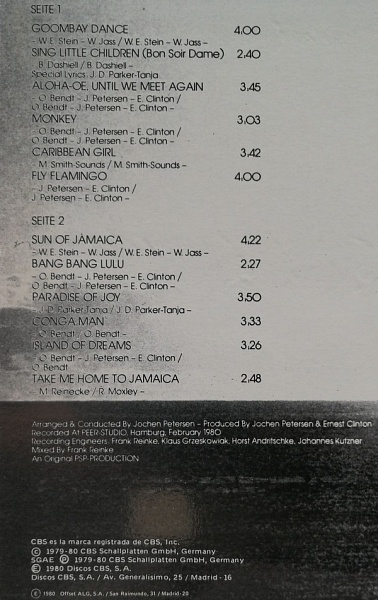 SEITE 1
GOOMBAY DANCE 4,00
– W.E. Stein – W. Jass / W.E. Stein – W. Jass –
SING LITTLE CHILDREN (Bon Soir Dame) 2,40
– B. Dashiell / B. Dashiell –
Special Lyrics: J. D. Parker-Tanja
ALOHA-OE, UNTIL WE MEET AGAIN 3,45
– O. Bendt – J. Petersen – E. Clinton /
O. Bendt – J. Petersen – E. Clinton –
MONKEY 3,03
– O. Bendt – J. Petersen – E. Clinton /
O. Bendt – J. Petersen – E. Clinton –
CARIBBEAN GIRL 3,42
– M. Smith-Sounds / M. Smith-Sounds –
FLY FLAMINGO 4,00
– J. Petersen – E. Clinton /
J. Petersen – E. Clinton –
SEITE 2
SUN OF JAMAICA 4,22
– W.E. Stein – W. Jass / W.E. Stein – W. Jass –
BANG BANG LULU 2,27
– O. Bendt – J. Petersen – E. Clinton /
O. Bendt – J. Petersen – E. Clinton –
PARADISE OF JOY 3,50
– J. D. Parker-Tanja / J. D. Parker-Tanja –
CONGA MAN 3,33
– O. Bendt / O. Bendt –
ISLAND OF DREAMS 3,26
– O. Bendt – J. Petersen – E. Clinton /
O. Bendt
TAKE ME HOME TO JAMAICA 2,48
– M. Reinecke / R. Moxley –
Arranged & Conducted By Jochen Petersen – Produced By Jochen Petersen & Ernest Clinton
Recorded At PEER-STUDIO, Hamburg, February 1980
Recording Engineers: Frank Reinke, Klaus Grzeskowiak, Horst Andritschke, Johannes Kutzner
Mixed By Frank Reinke
An Original PSP-PRODUCTION
CBS es la marca registrada de CBS, Inc.
© 1979-80 CBS Schallplatten GmbH, Germany
SGAE ℗ 1979-80 CBS Schallplatten GmbH, Germany
Ⓔ 1980 Discos CBS, S.A.
Discos CBS, S.A. / Av. Generalísimo, 25 / Madrid - 16
Ⓔ 1980 Offset ALG, S.A. / San Raimundo, 31 / Madrid-20